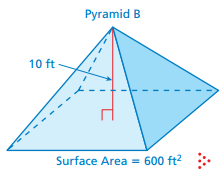 Pyramid B
10 ft
Surface Area = 600 ft²